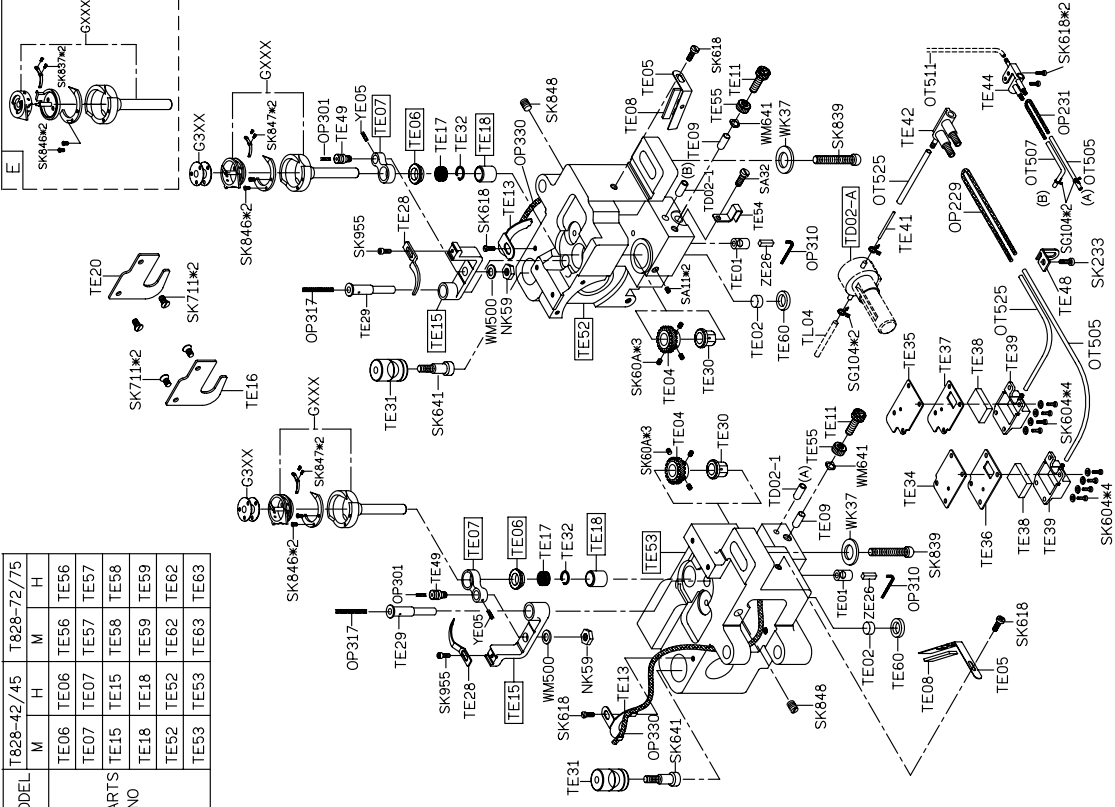 E
GXXX
SK837*2
SK846*2
ODEL
T828-42/45
T828-72/75
M
H
M
H
ARTS
NO
TE06
TE06
TE56
TE56
TE07
TE07
TE57
TE57
TE15
TE15
TE58
TE58
TE18
TE18
TE59
TE59
TE52
TE52
TE62
TE62
TE53
TE53
TE63
TE63
TE20
SK711*2
SK711*2
TE16
G3XX
GXXX
SK847*2
SK846*2
OP301
TE49
YE05
TE07
TE06
TE17
TE32
TE18
SK848
OP330
TE28
SK955
SK618
TE13
OP317
TE29
TE15
WM500
NK59
TE31
SK641
TE52
TE05
TE08
SK618
TE11
TE55
TE09
WM641
WK37
SK839
(B)
TD02-1
SA32
TE54
TE01
ZE26
OP310
SA11*2
TE02
TE60
SK60A*3
TE04
TE30
G3XX
GXXX
SK847*2
SK846*2
OP301
TE49
OP317
TE29
YE05
TE07
TE06
TE17
TE32
TE18
SK955
TE28
TE15
WM500
NK59
SK618
TE13
OP330
SK641
TE31
TE53
SK60A*3
TE04
TE30
TD02-1
(A)
TE55
TE11
WM641
TE09
WK37
SK839
TE01
ZE26
OP310
TE02
TE60
SK848
TE08
TE05
SK618
OT511
SK618*2
TE44
TE42
OT525
OP231
OT507
OT505
(B)
(A)
SG104*2
OP229
TD02-A
TE41
TL04
SG104*2
SK233
TE48
OT525
OT505
TE35
TE37
TE38
TE39
SK604*4
TE34
TE36
TE38
TE39
SK604*4